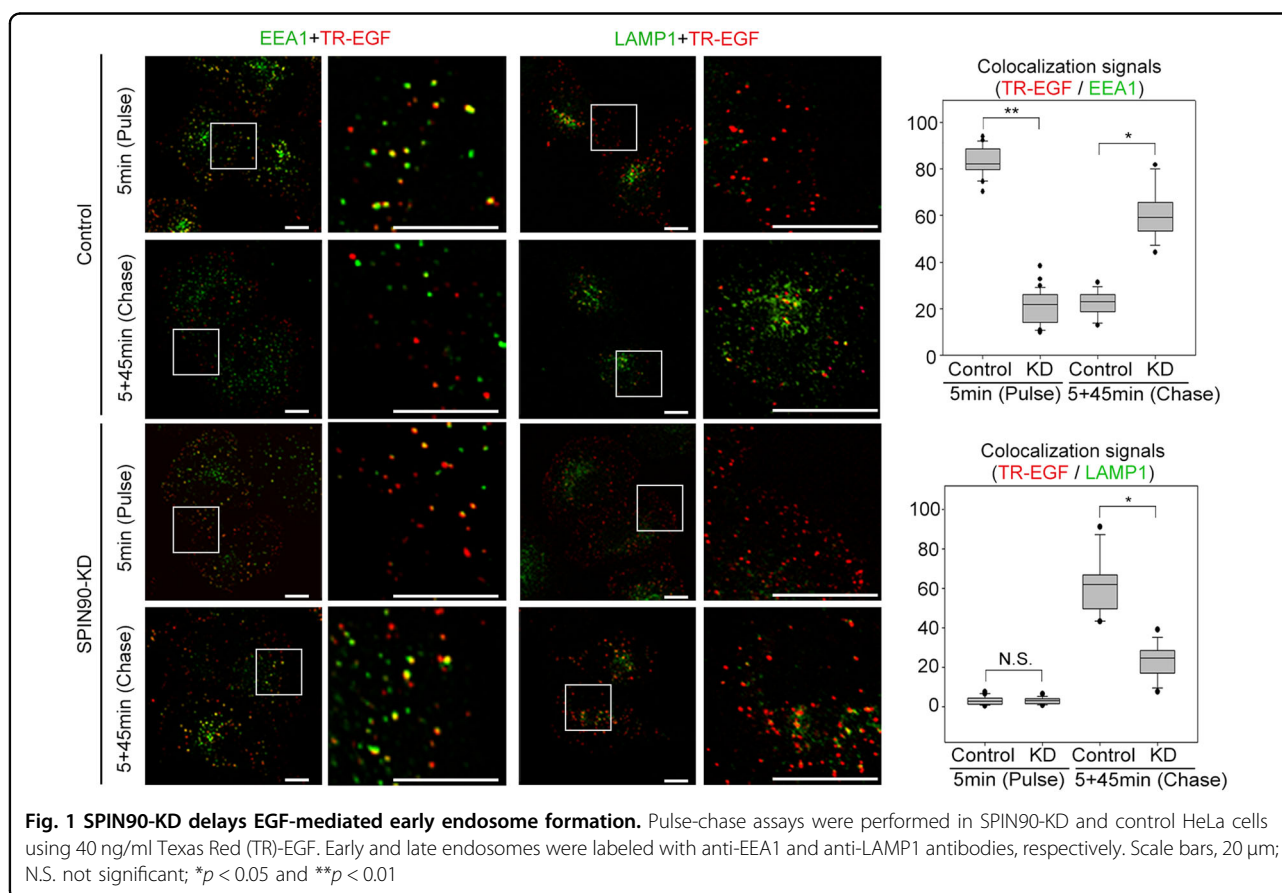 EEA1+TR-EGF
LAMP1+TR-EGF
Control
5min (Pulse)
5+45min (Chase)
SPIN90-KD
5min (Pulse)
5+45min (Chase)
Colocalization signals
(TR-EGF / EEA1)
100
80
60
40
20
0
**
*
Control KD Control KD
5min (Pulse) 5+45min (Chase)
Colocalization signals
(TR-EGF / LAMP1)
100
80
60
40
20
0
N.S.
*
Control KD Control KD
5min (Pulse) 5+45min (Chase)
Fig. 1 SPIN90-KD delays EGF-mediated early endosome formation. Pulse-chase assays were performed in SPIN90-KD and control HeLa cells
using 40 ng/ml Texas Red (TR)-EGF. Early and late endosomes were labeled with anti-EEA1 and anti-LAMP1 antibodies, respectively. Scale bars, 20 μm;
N.S. not significant; *p < 0.05 and **p < 0.01